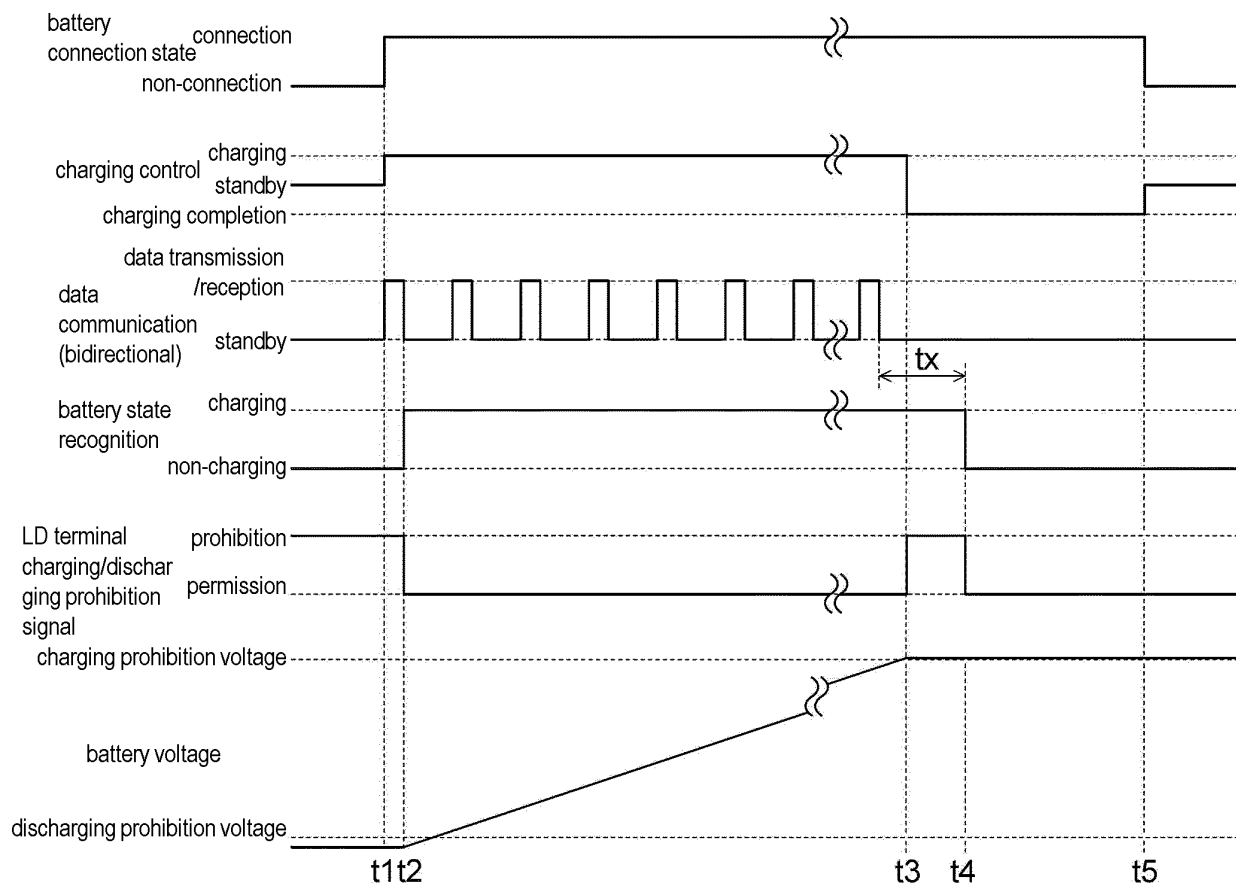 battery
connection state
connection
non-connection
charging control
charging
standby
charging completion
data transmission
/reception
data
communication
(bidirectional)
standby
tx
battery state
recognition
charging
non-charging
LD terminal
charging/dischar
ging prohibition
signal
prohibition
permission
charging prohibition voltage
battery voltage
discharging prohibition voltage
t1 t2 t3 t4 t5